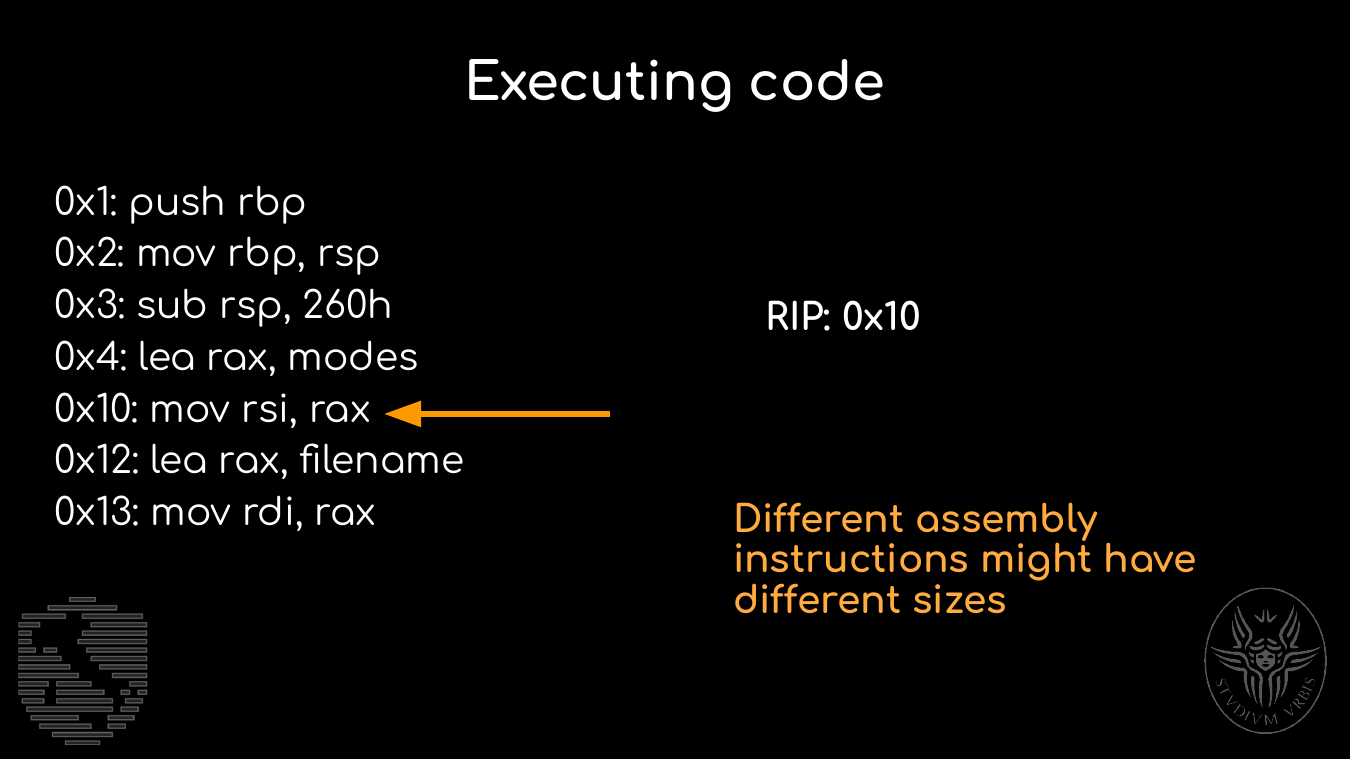 Executing code
0x1: push rbp
0x2: mov rbp, rsp
0x3: sub rsp, 260h
0x4: lea rax, modes
0x10: mov rsi, rax
0x12: lea rax, filename
0x13: mov rdi, rax
RIP: 0x10
Different assembly
instructions might have
different sizes
STVDIVM VRBIS